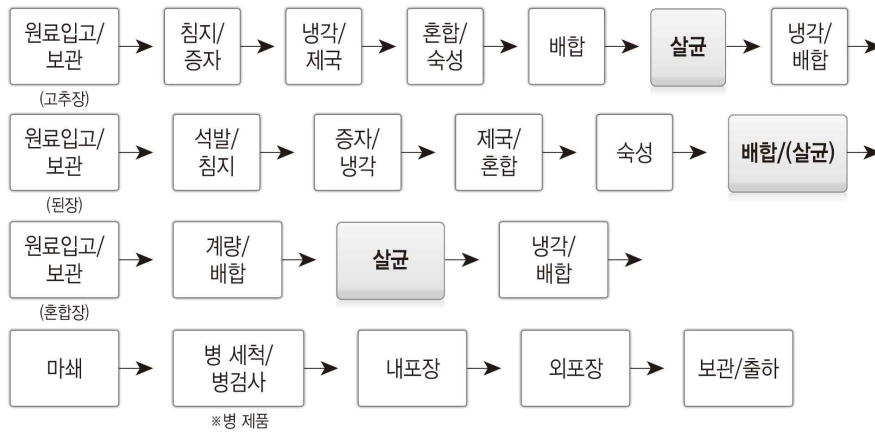 원료입고/
보관
침지/
증자
냉각/
제국
혼합/
숙성
배합
살균
냉각/
배합
(고추장)
원료입고/
보관
석발/
침지
증자/
냉각
제국/
혼합
숙성
배합/(살균)
(된장)
원료입고/
보관
계량/
배합
살균
냉각/
배합
(혼합장)
마쇄
병 세척/
병검사
내포장
외포장
보관/출하
※병 제품